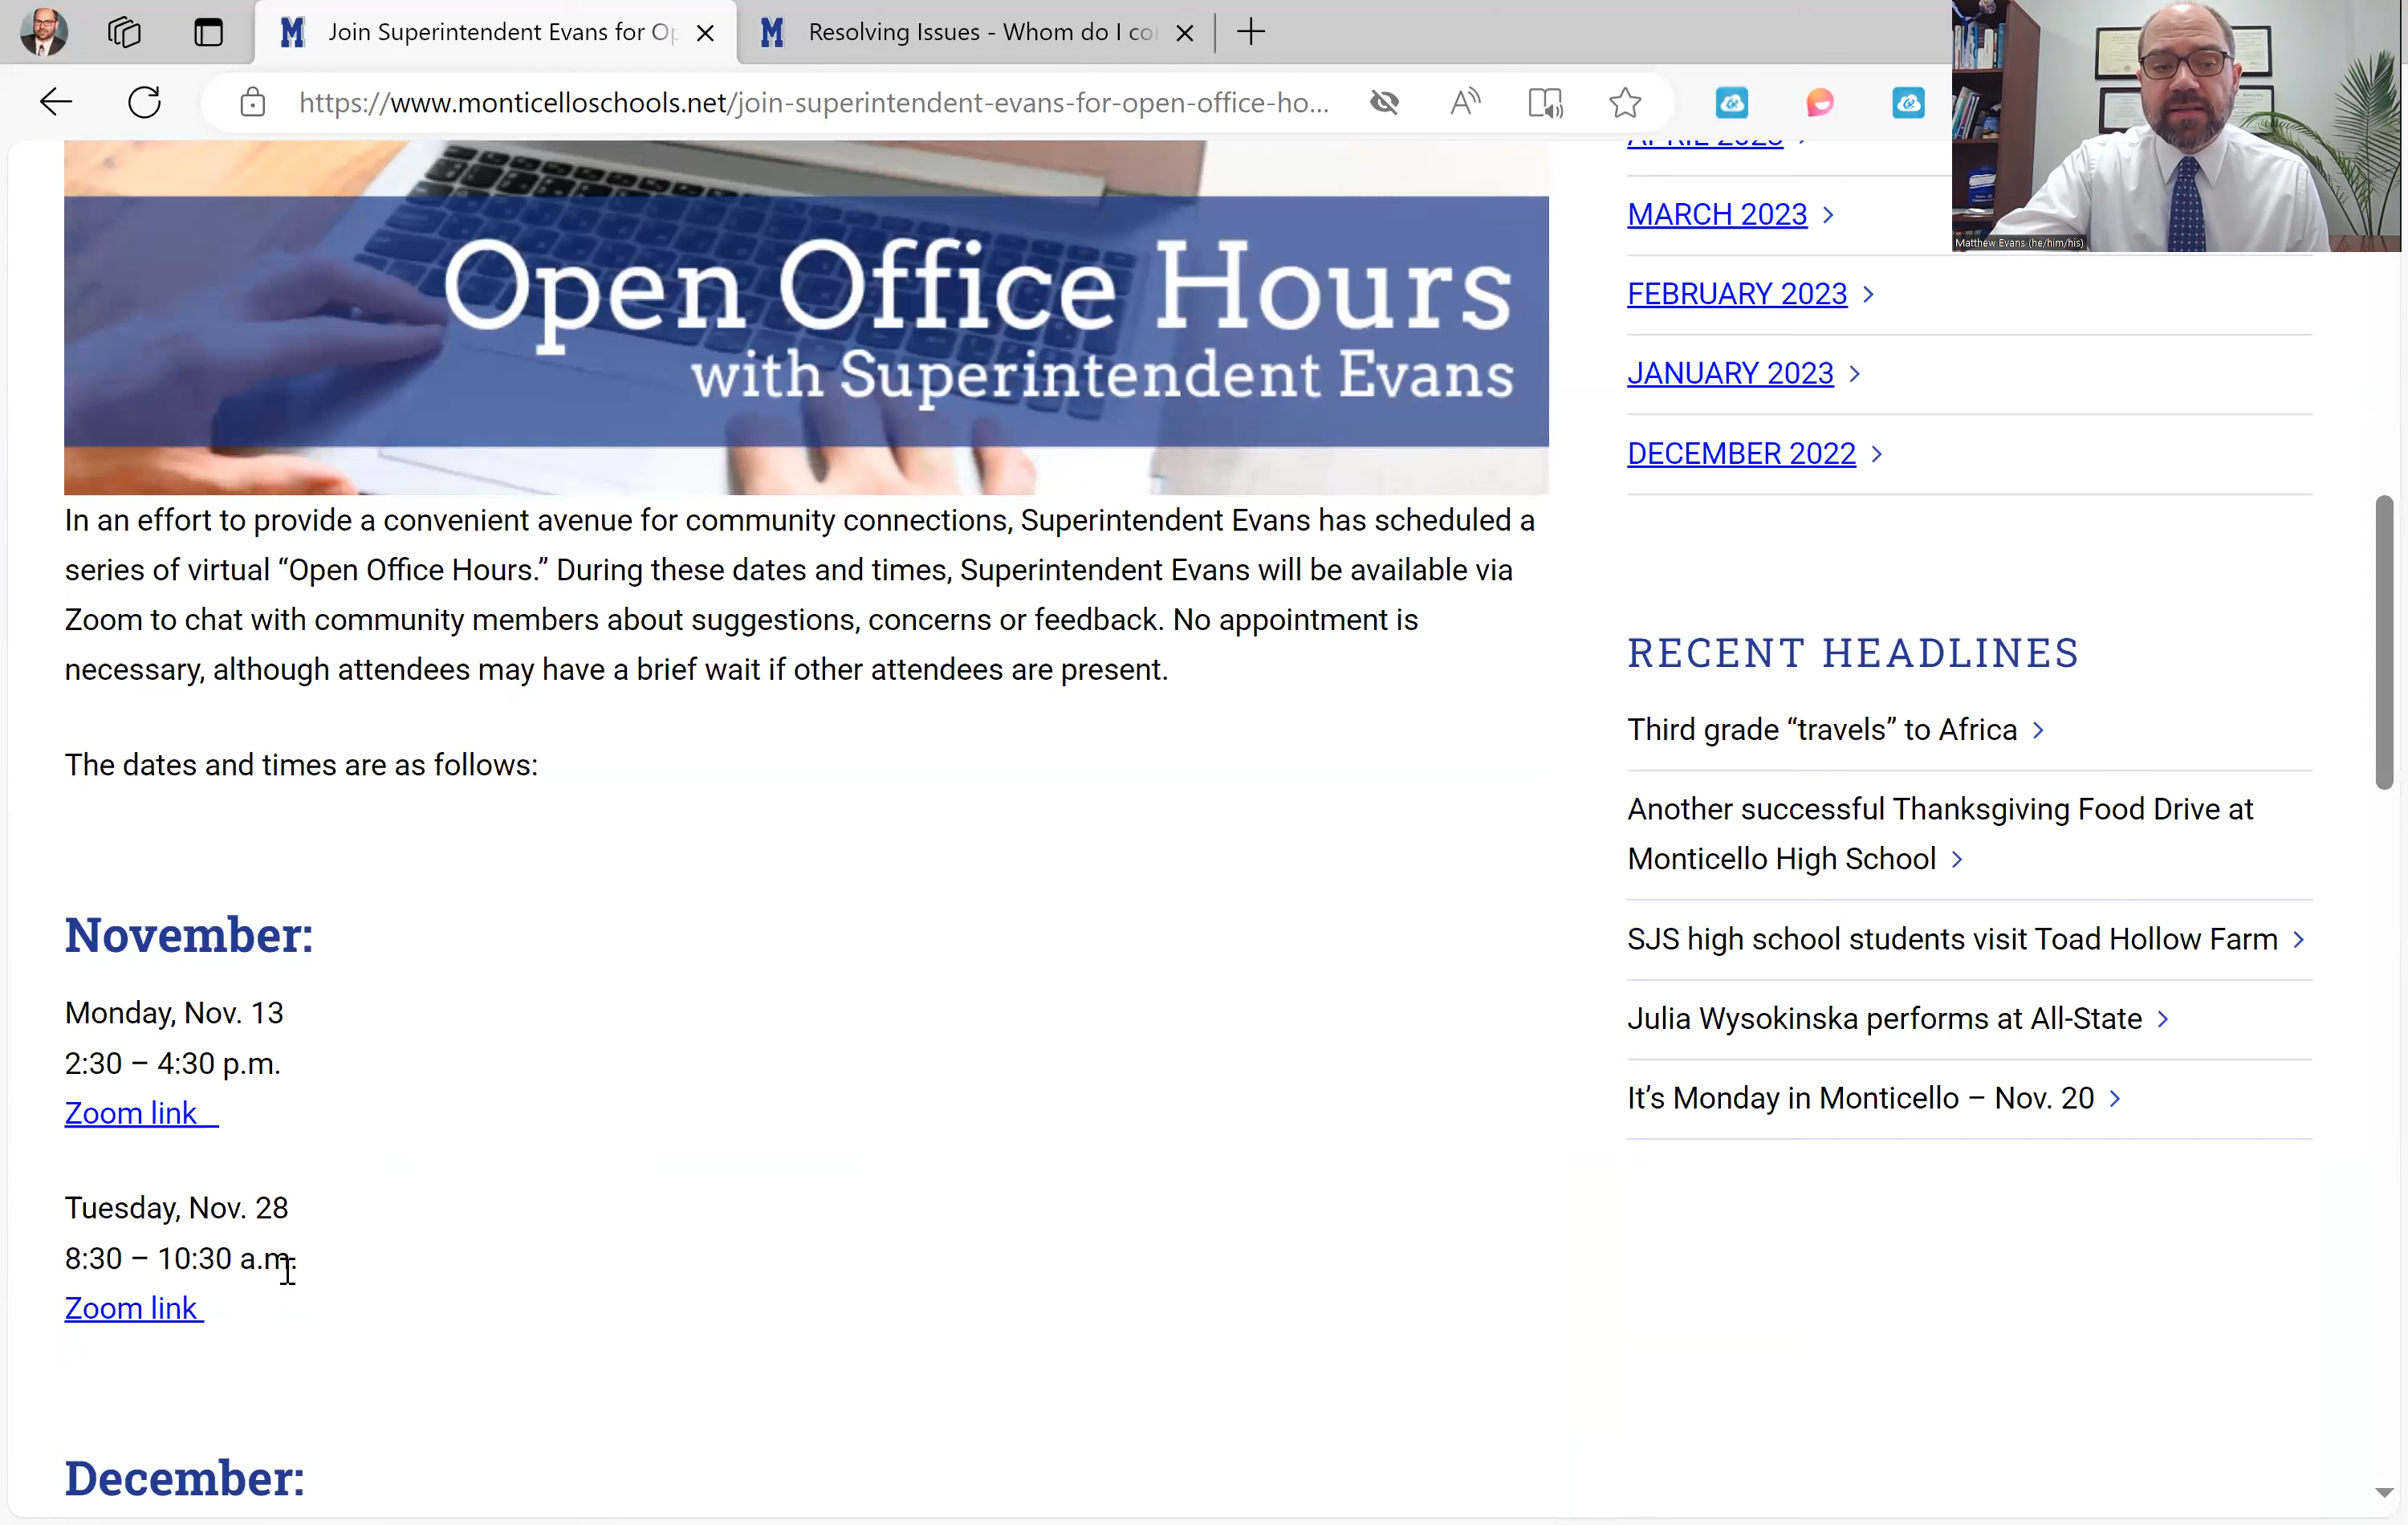 Join Superintendent Evans for Op
Resolving Issues - Whom do I co
https://www.monticelloschools.net/join-superintendent-evans-for-open-office-ho...
Matthew Evans (he/him/his)
Open Office Hours
with Superintendent Evans
In an effort to provide a convenient avenue for community connections, Superintendent Evans has scheduled a
series of virtual “Open Office Hours.” During these dates and times, Superintendent Evans will be available via
Zoom to chat with community members about suggestions, concerns or feedback. No appointment is
necessary, although attendees may have a brief wait if other attendees are present.
The dates and times are as follows:
November:
Monday, Nov. 13
2:30 – 4:30 p.m.
Zoom link
Tuesday, Nov. 28
8:30 – 10:30 a.m.
Zoom link
December:
APRIL 2023
MARCH 2023
FEBRUARY 2023
JANUARY 2023
DECEMBER 2022
RECENT HEADLINES
Third grade “travels” to Africa
Another successful Thanksgiving Food Drive at
Monticello High School
SJS high school students visit Toad Hollow Farm
Julia Wysokinska performs at All-State
It’s Monday in Monticello – Nov. 20